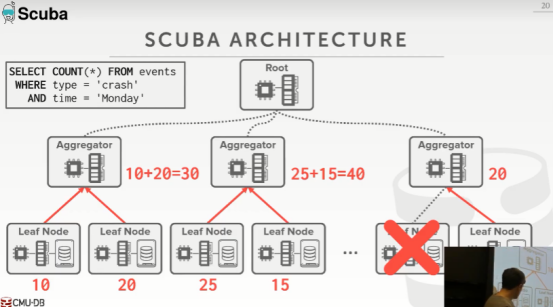 20
Scuba
SCUBA ARCHITECTURE
SELECT COUNT(*) FROM events
WHERE type = 'crash'
AND time = 'Monday'
Root
Aggregator
10+20=30
Aggregator
25+15=40
Aggregator
20
Leaf Node
Leaf Node
Leaf Node
Leaf Node
...
f Node
Leaf Node
10
20
25
15
CMU-DB